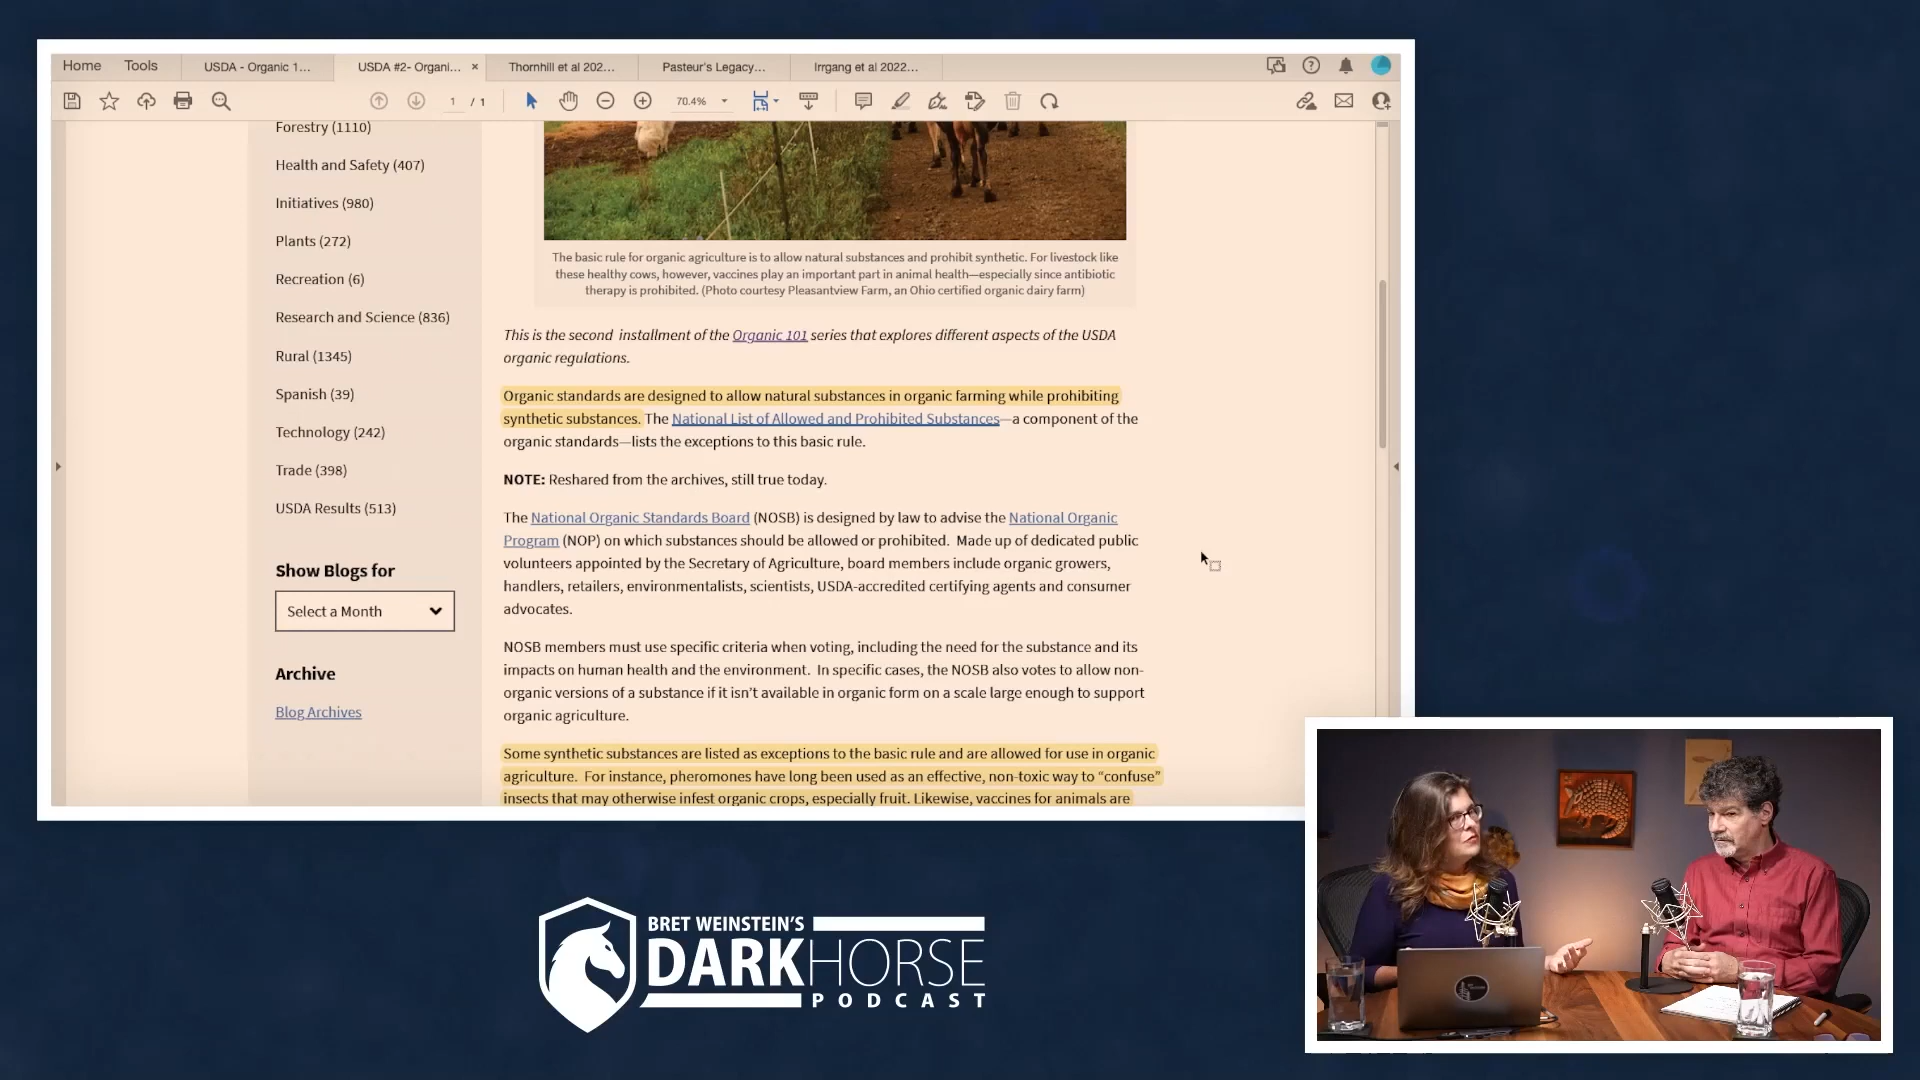 Home Tools USDA - Organic 1... USDA #2- Organi... × Thornhill et al 202... Pasteur's Legacy... Irrgang et al 2022...
1 / 1 70.4%
Forestry (1110)
Health and Safety (407)
Initiatives (980)
Plants (272)
Recreation (6)
Research and Science (836)
Rural (1345)
Spanish (39)
Technology (242)
Trade (398)
USDA Results (513)
Show Blogs for
Select a Month
Archive
Blog Archives
The basic rule for organic agriculture is to allow natural substances and prohibit synthetic. For livestock like
these healthy cows, however, vaccines play an important part in animal health—especially since antibiotic
therapy is prohibited. (Photo courtesy Pleasantview Farm, an Ohio certified organic dairy farm)
This is the second installment of the Organic 101 series that explores different aspects of the USDA
organic regulations.
Organic standards are designed to allow natural substances in organic farming while prohibiting
synthetic substances. The National List of Allowed and Prohibited Substances—a component of the
organic standards—lists the exceptions to this basic rule.
NOTE: Reshared from the archives, still true today.
The National Organic Standards Board (NOSB) is designed by law to advise the National Organic
Program (NOP) on which substances should be allowed or prohibited. Made up of dedicated public
volunteers appointed by the Secretary of Agriculture, board members include organic growers,
handlers, retailers, environmentalists, scientists, USDA-accredited certifying agents and consumer
advocates.
NOSB members must use specific criteria when voting, including the need for the substance and its
impacts on human health and the environment. In specific cases, the NOSB also votes to allow non-
organic versions of a substance if it isn't available in organic form on a scale large enough to support
organic agriculture.
Some synthetic substances are listed as exceptions to the basic rule and are allowed for use in organic
agriculture. For instance, pheromones have long been used as an effective, non-toxic way to “confuse”
insects that may otherwise infest organic crops, especially fruit. Likewise, vaccines for animals are
BRET WEINSTEIN'S
DARKHORSE
PODCAST